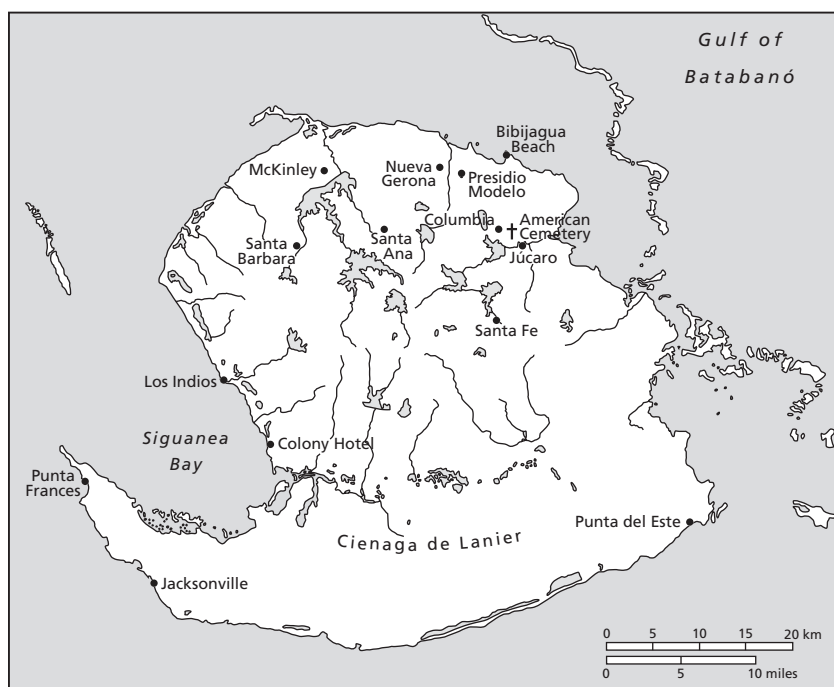 Gulf of
Batabanó
Bibijagua
Beach
McKinley
Nueva
Gerona
Presidio
Modelo
Columbia
American
Cemetery
Santa
Barbara
Santa
Ana
Júcaro
Santa Fe
Los Indios
Siguanea
Bay
Colony Hotel
Punta
Frances
Punta del Este
Cienaga de Lanier
Jacksonville
0 5 10 15 20 km
0 5 10 miles